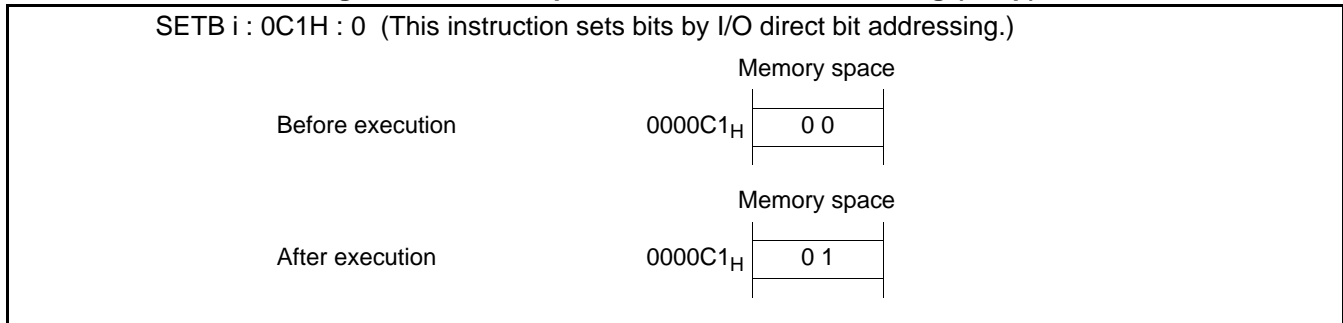 SETB i : 0C1H : 0 (This instruction sets bits by I/O direct bit addressing.)
Memory space
Before execution 0000C1H 0 0
Memory space
After execution 0000C1H 0 1